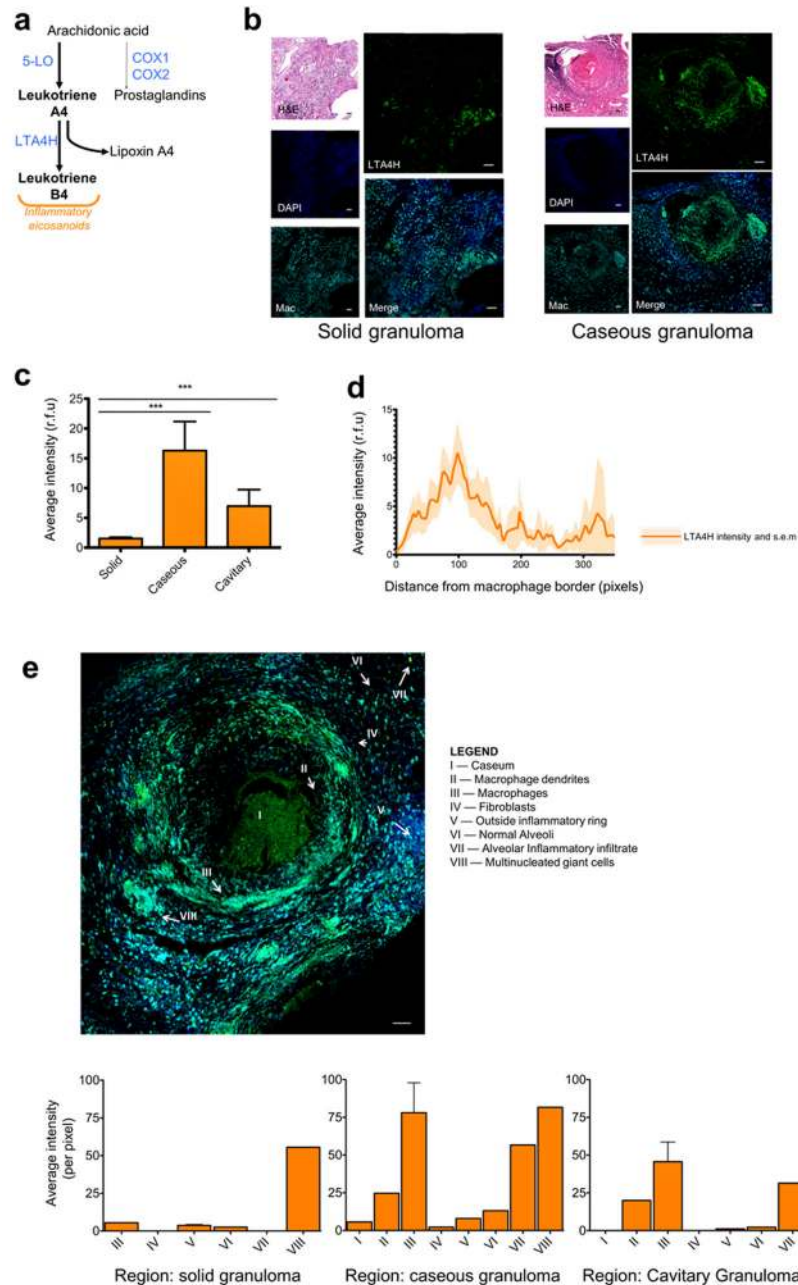 a
Arachidonic acid
5-LO
COX1
COX2
Leukotriene
A4
Prostaglandins
LTA4H
Lipoxin A4
Leukotriene
B4
Inflammatory
eicosanoids
b
H&E
LTA4H
DAPI
Mac
Merge
Solid granuloma
H&E
LTA4H
DAPI
Mac
Merge
Caseous granuloma
c
Average intensity (r.f.u)
25
20
15
10
5
0
***
***
Solid
Caseous
Cavitary
d
Average intensity (r.f.u)
15
10
5
0
0
100
200
300
Distance from macrophage border (pixels)
LTA4H intensity and s.e.m
e
VI
VII
IV
II
V
I
III
VIII
LEGEND
I — Caseum
II — Macrophage dendrites
III — Macrophages
IV — Fibroblasts
V — Outside inflammatory ring
VI — Normal Alveoli
VII — Alveolar Inflammatory infiltrate
VIII — Multinucleated giant cells
Average intensity
(per pixel)
100
75
50
25
0
III
IV
V
VI
VII
VIII
Region: solid granuloma
100
75
50
25
0
I
II
III
IV
V
VI
VII
VIII
Region: caseous granuloma
100
75
50
25
0
I
II
III
IV
V
VI
VII
Region: Cavitary Granuloma